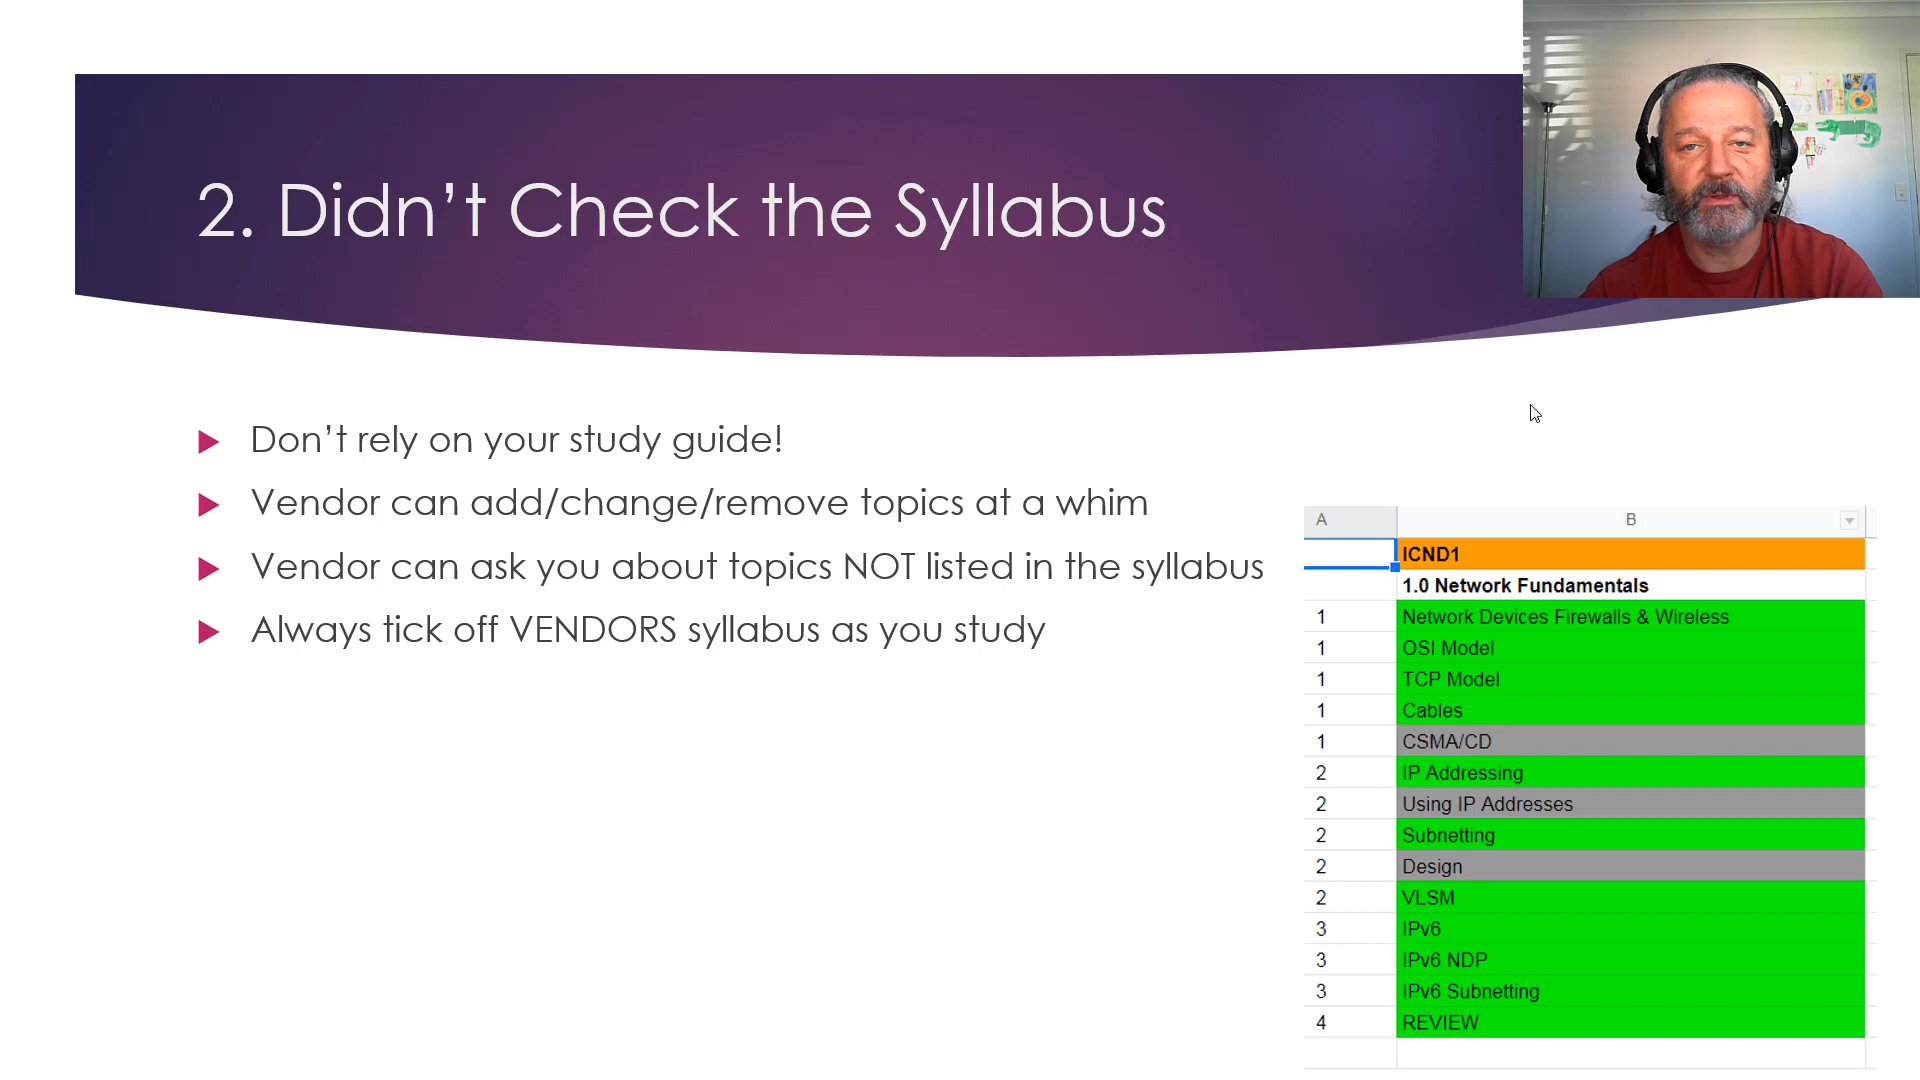 2. Didn’t Check the Syllabus
Don’t rely on your study guide!
Vendor can add/change/remove topics at a whim
Vendor can ask you about topics NOT listed in the syllabus
Always tick off VENDORS syllabus as you study
A B
ICND1
1.0 Network Fundamentals
1 Network Devices Firewalls & Wireless
1 OSI Model
1 TCP Model
1 Cables
1 CSMA/CD
2 IP Addressing
2 Using IP Addresses
2 Subnetting
2 Design
2 VLSM
3 IPv6
3 IPv6 NDP
3 IPv6 Subnetting
4 REVIEW